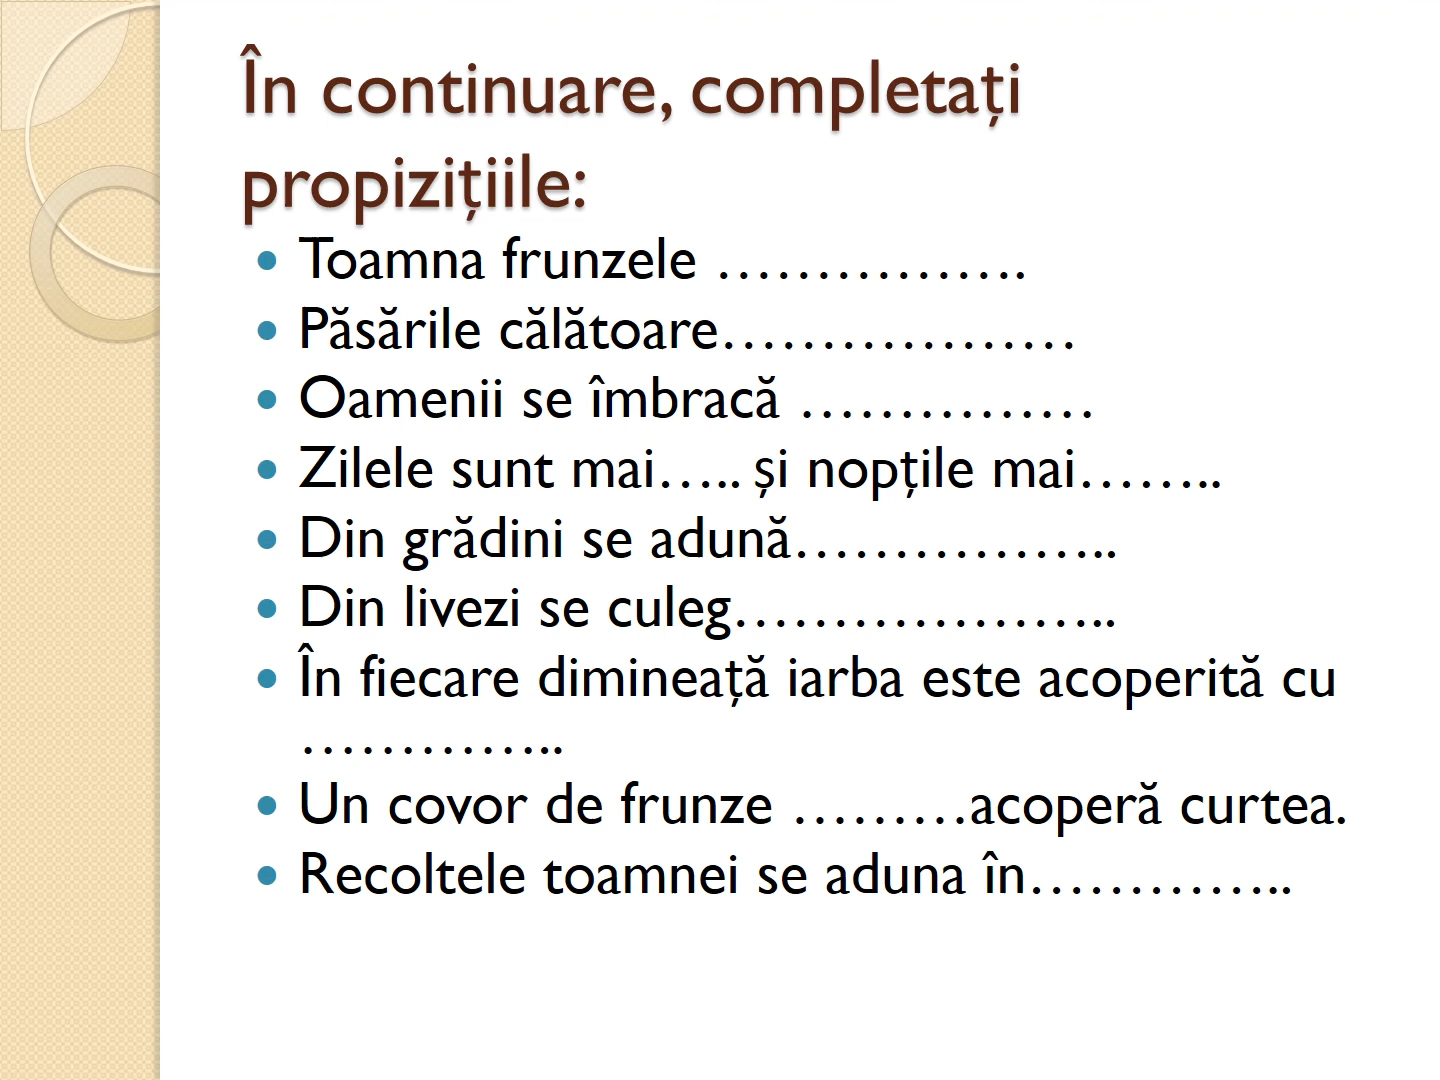 În continuare, completați
propizițiile:
• Toamna frunzele …………….
• Păsările călătoare………………
• Oamenii se îmbracă ……………
• Zilele sunt mai….. și nopțile mai……..
• Din grădini se adună……………..
• Din livezi se culeg………………..
• În fiecare dimineață iarba este acoperită cu
…………..
• Un covor de frunze ………acoperă curtea.
• Recoltele toamnei se aduna în…………..